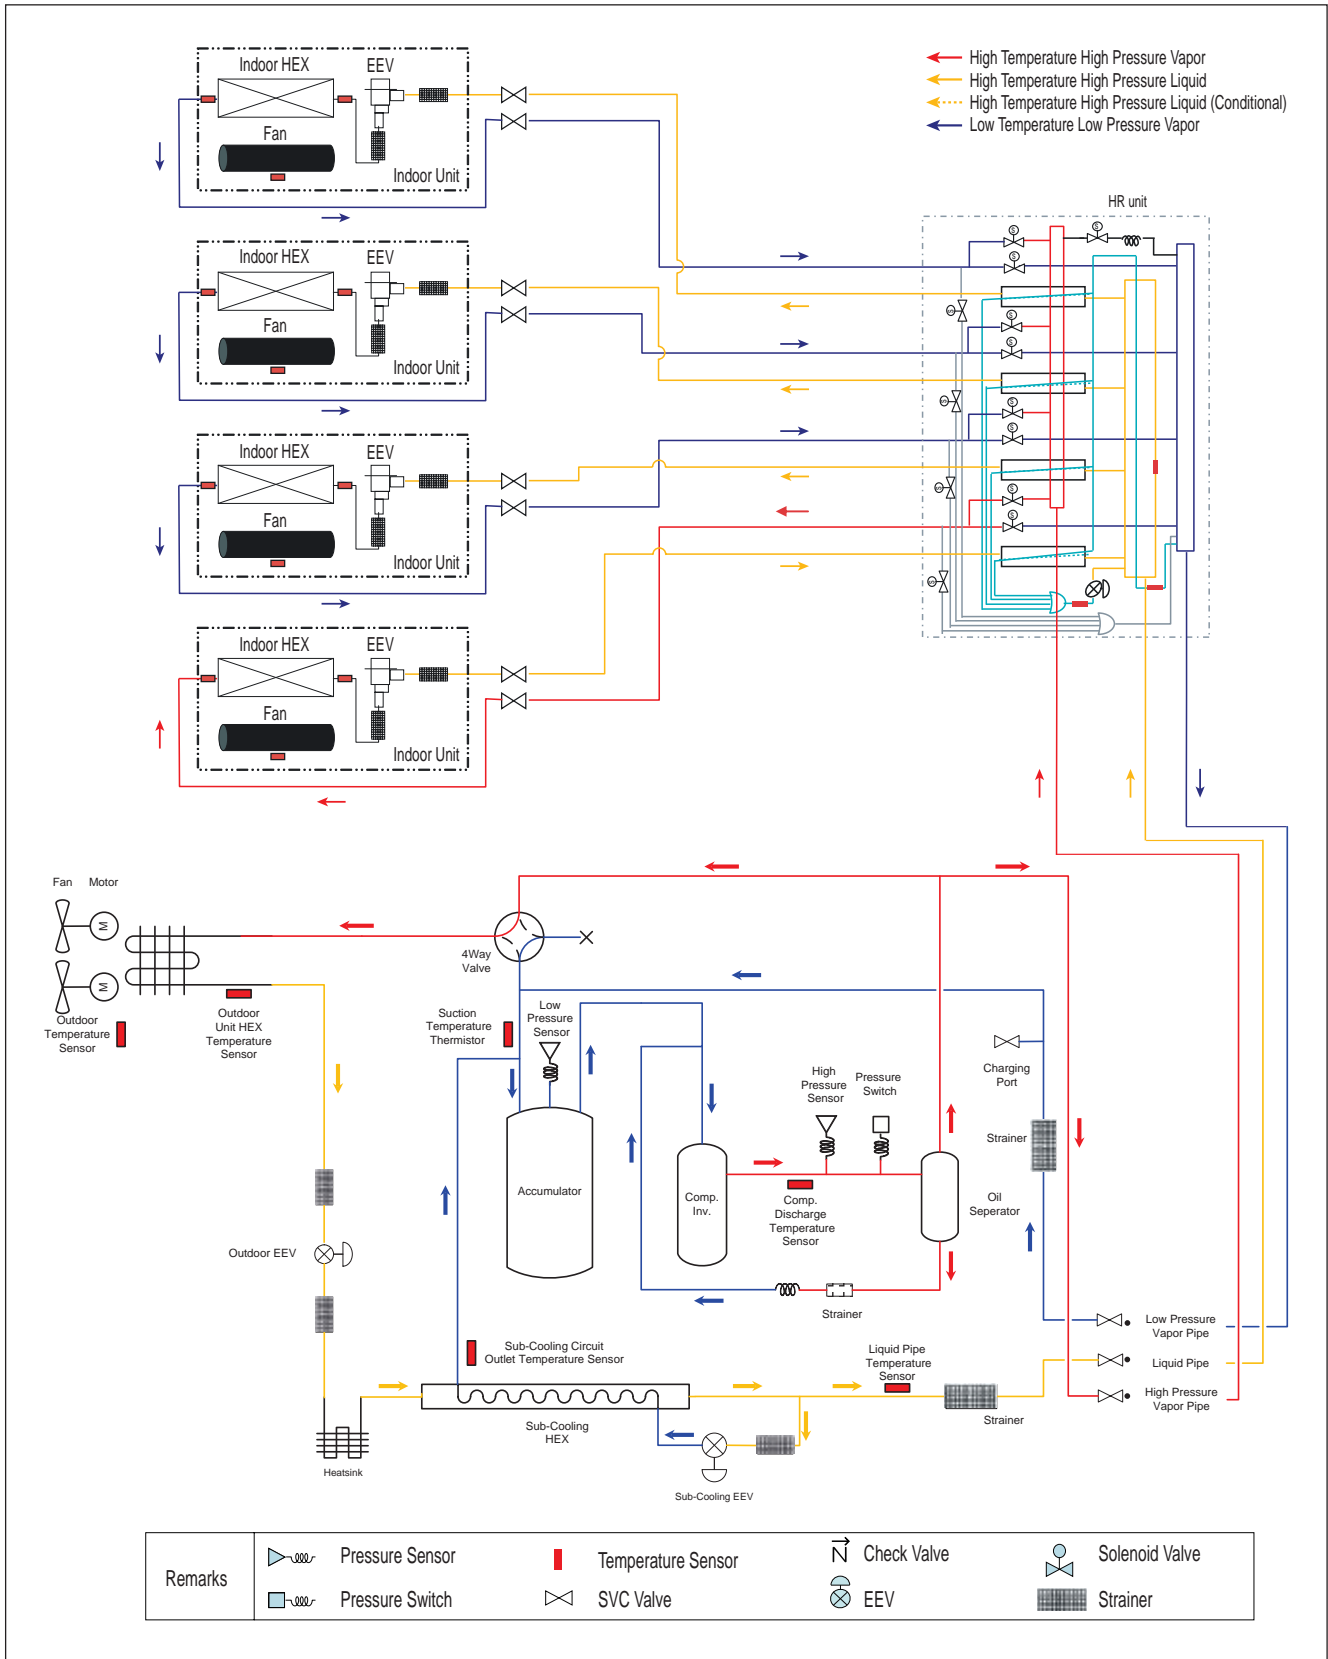 High Temperature High Pressure Vapor
High Temperature High Pressure Liquid
High Temperature High Pressure Liquid (Conditional)
Low Temperature Low Pressure Vapor
Indoor HEX
EEV
Fan
Indoor Unit
HR unit
S
S
S
S
S
S
S
S
S
S
S
S
S
Indoor HEX
EEV
Fan
Indoor Unit
Indoor HEX
EEV
Fan
Indoor Unit
Indoor HEX
EEV
Fan
Indoor Unit
Fan
Motor
M
M
4Way
Valve
Outdoor
Temperature
Sensor
Outdoor
Unit HEX
Temperature
Sensor
Suction
Temperature
Thermistor
Low
Pressure
Sensor
High
Pressure
Sensor
Pressure
Switch
Charging
Port
Strainer
Accumulator
Comp.
Inv.
Comp.
Discharge
Temperature
Sensor
Oil
Seperator
Outdoor EEV
Strainer
Sub-Cooling Circuit
Outlet Temperature Sensor
Liquid Pipe
Temperature
Sensor
Low Pressure
Vapor Pipe
Liquid Pipe
High Pressure
Vapor Pipe
Strainer
Sub-Cooling
HEX
Heatsink
Sub-Cooling EEV
Remarks
Pressure Sensor
Temperature Sensor
Check Valve
Solenoid Valve
Pressure Switch
SVC Valve
EEV
Strainer